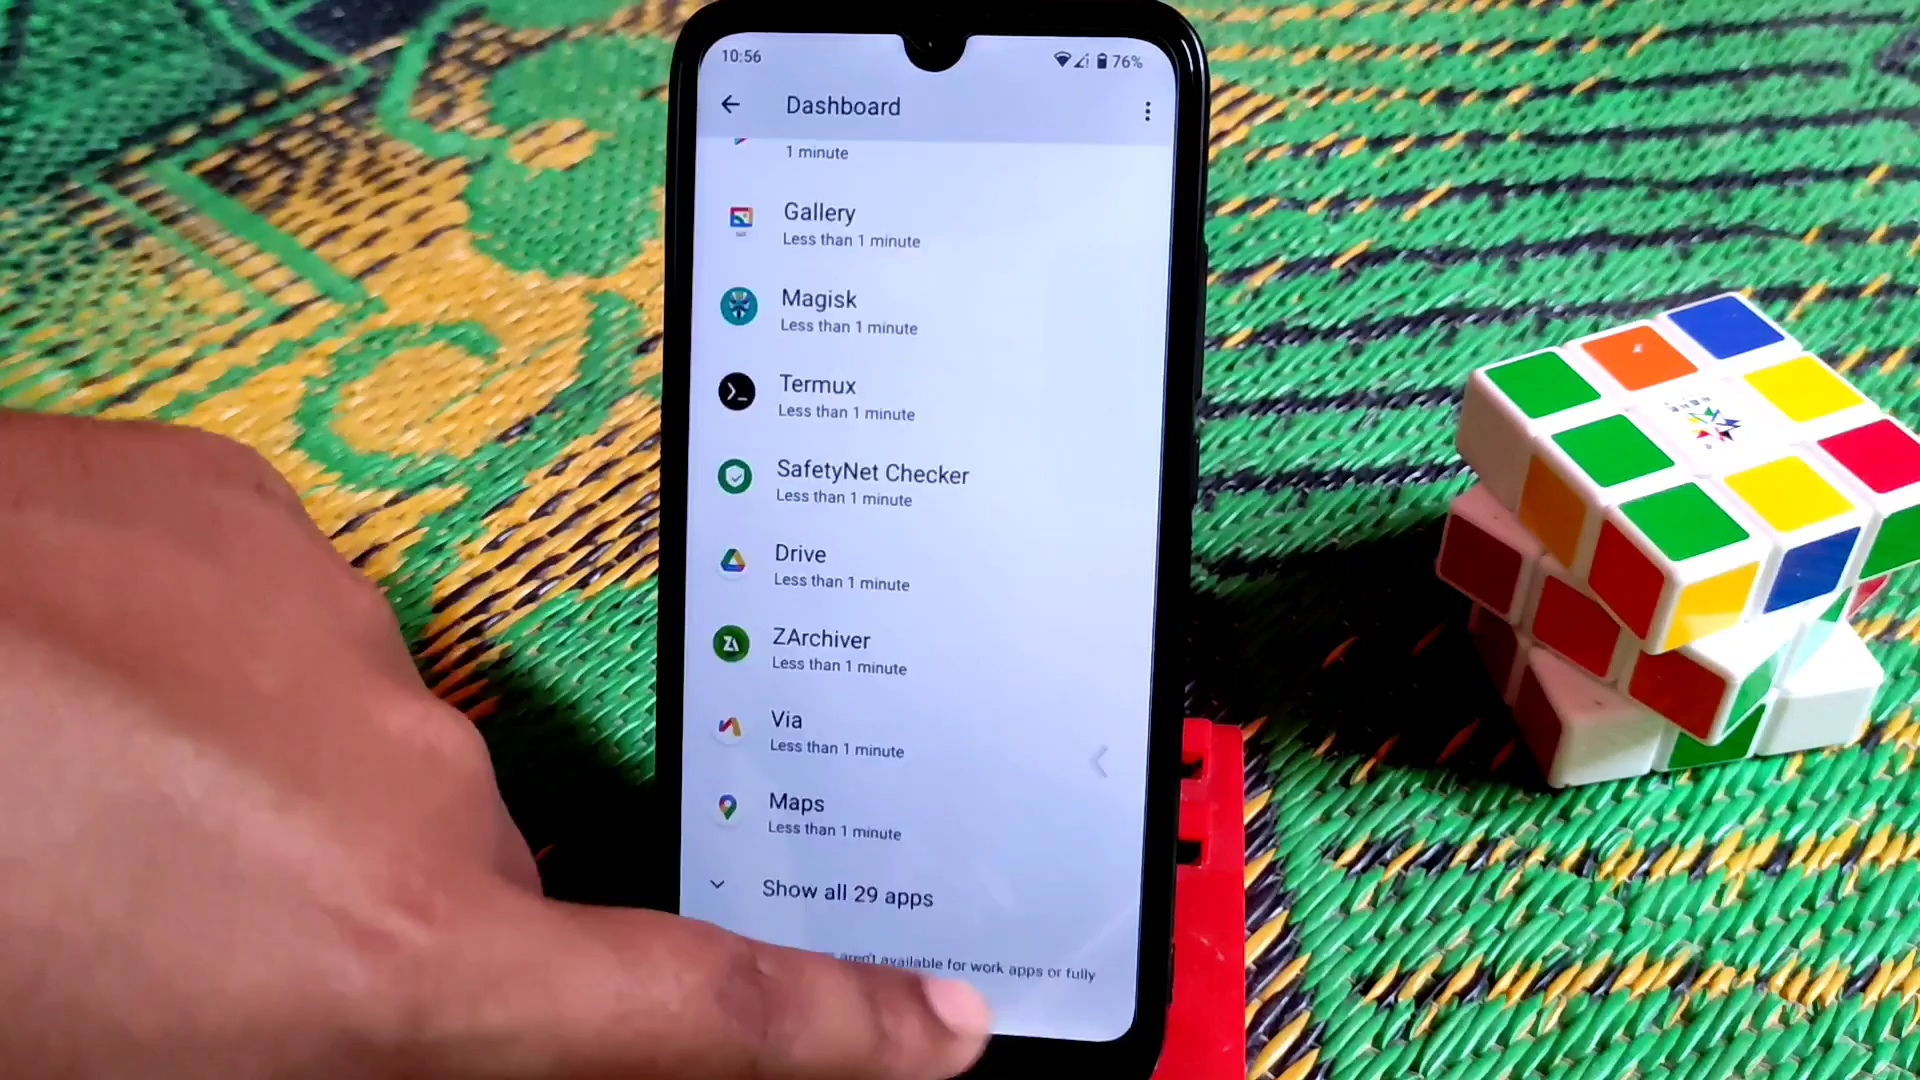 10:56
76%
Dashboard
1 minute
Gallery
Less than 1 minute
Magisk
Less than 1 minute
Termux
Less than 1 minute
SafetyNet Checker
Less than 1 minute
Drive
Less than 1 minute
ZArchiver
Less than 1 minute
Via
Less than 1 minute
Maps
Less than 1 minute
Show all 29 apps
aren't available for work apps or fully